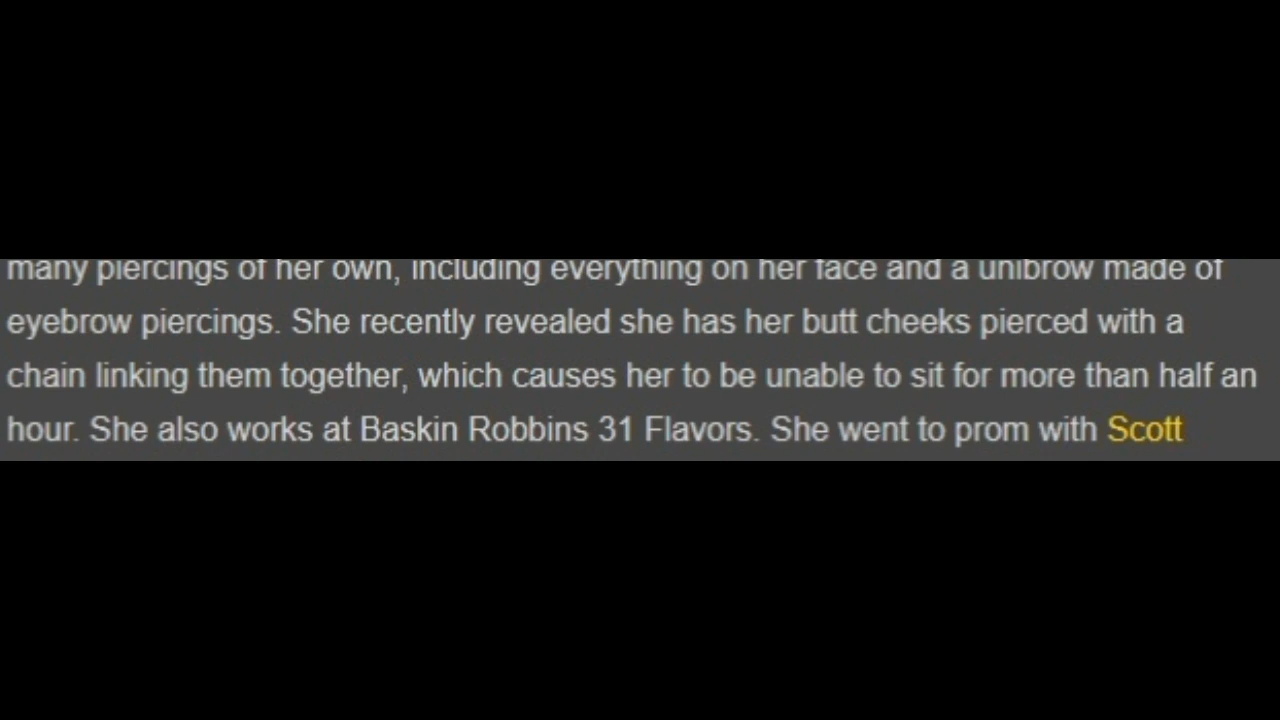 many piercings of her own, including everything on her face and a unibrow made of
eyebrow piercings. She recently revealed she has her butt cheeks pierced with a
chain linking them together, which causes her to be unable to sit for more than half an
hour. She also works at Baskin Robbins 31 Flavors. She went to prom with Scott